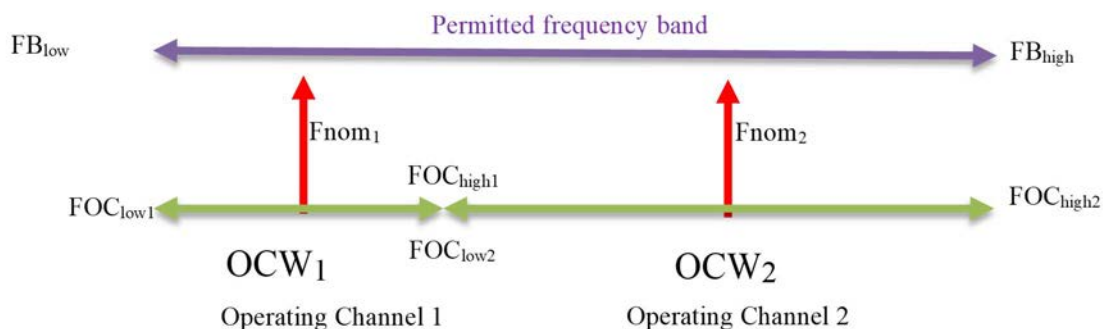 Permitted frequency band
FBlow
FBhigh
Fnom1
Fnom2
FOChigh1
FOClow1
FOChigh2
FOClow2
OCW1
OCW2
Operating Channel 1
Operating Channel 2